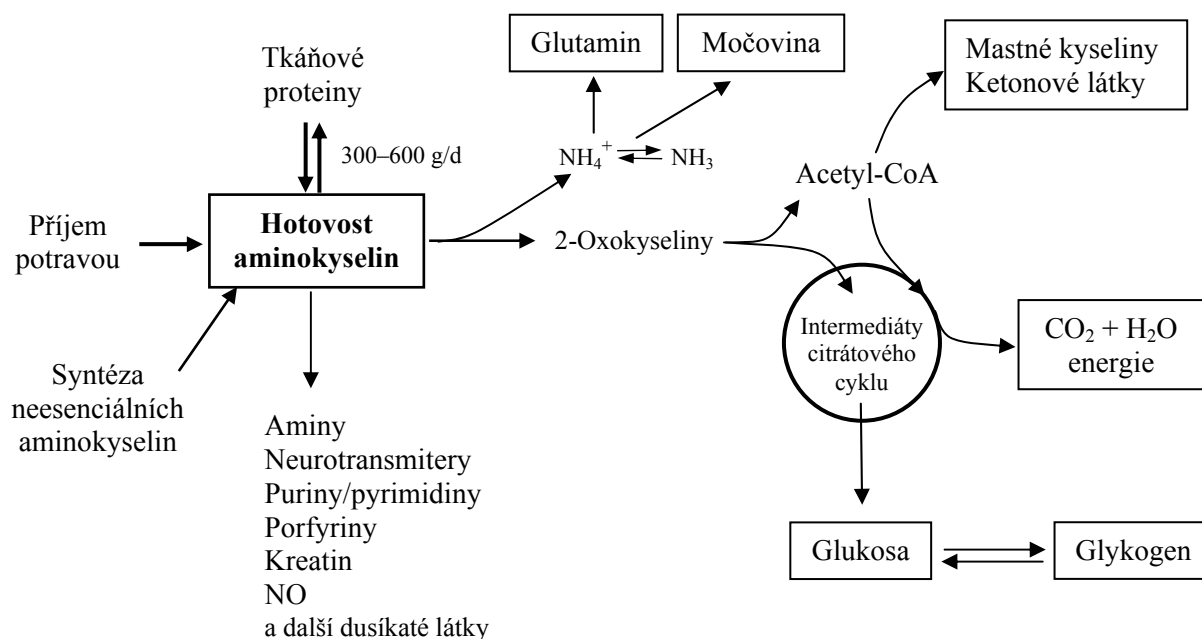 Tkáňové
proteiny
300–600 g/d
Příjem
potravou
Hotovost
aminokyselin
Syntéza
neesenciálních
aminokyselin
Aminy
Neurotransmitery
Puriny/pyrimidiny
Porfyriny
Kreatin
NO
a další dusíkaté látky
Glutamin
Močovina
NH₄⁺
NH₃
2-Oxokyseliny
Acetyl-CoA
Mastné kyseliny
Ketonové látky
Intermediáty
citrátového
cyklu
CO₂ + H₂O
energie
Glukosa
Glykogen